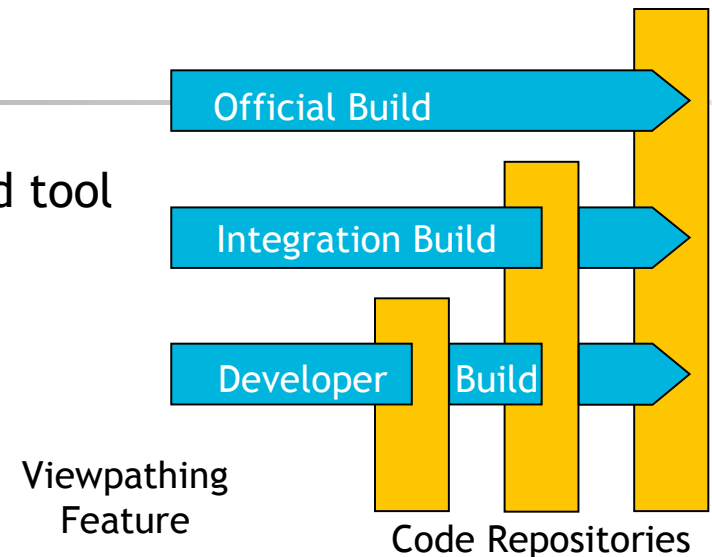 Official Build
d tool
Integration Build
Developer Build
Viewpathing
Feature
Code Repositories